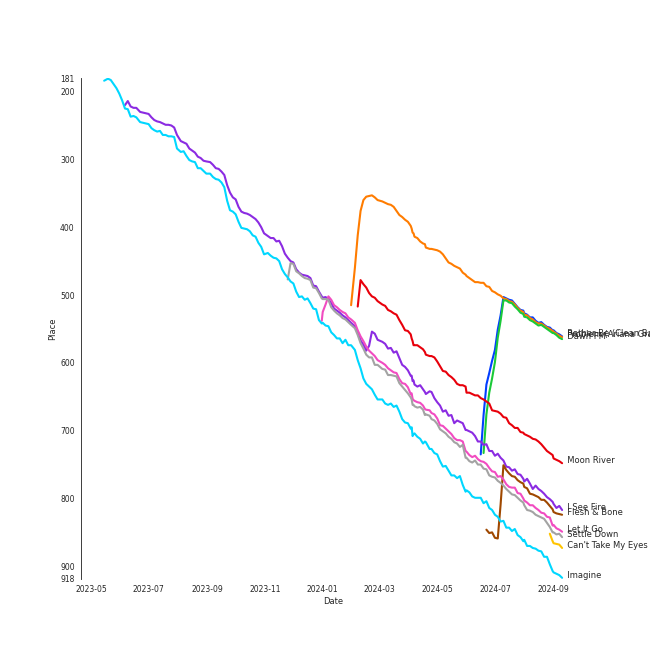 181
200
300
400
500
600
700
800
900
918
Place
2023-05
2023-07
2023-09
2023-11
2024-01
2024-03
2024-05
2024-07
2024-09
Date
Moon River
I See Fire
Flesh & Bone
Let It Go
Settle Down
Can't Take My Eyes
Imagine